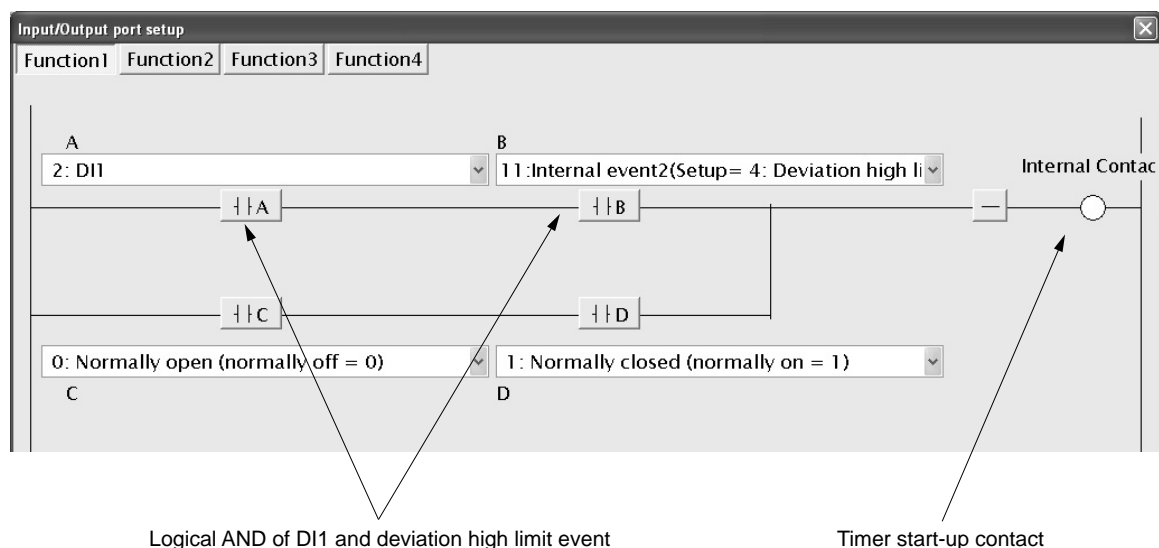 Input/Output port setup
Function1 Function2 Function3 Function4
A B
2: DI1 11:Internal event2(Setup= 4: Deviation high li Internal Contac
A B
C D
0: Normally open (normally off = 0) 1: Normally closed (normally on = 1)
C D
Logical AND of DI1 and deviation high limit event Timer start-up contact